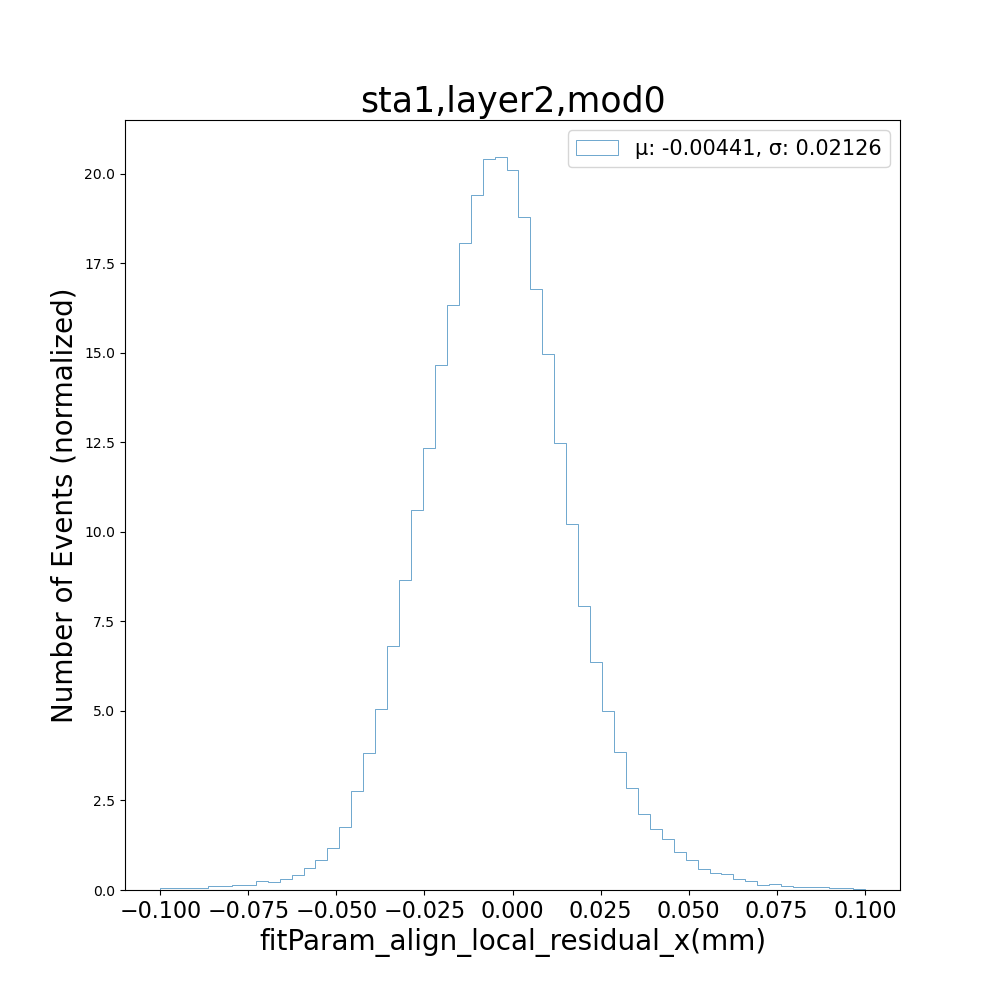 sta1,layer2,mod0
μ: -0.00441, σ: 0.02126
Number of Events (normalized)
20.0
17.5
15.0
12.5
10.0
7.5
5.0
2.5
0.0
−0.100 −0.075 −0.050 −0.025 0.000 0.025 0.050 0.075 0.100
fitParam_align_local_residual_x(mm)